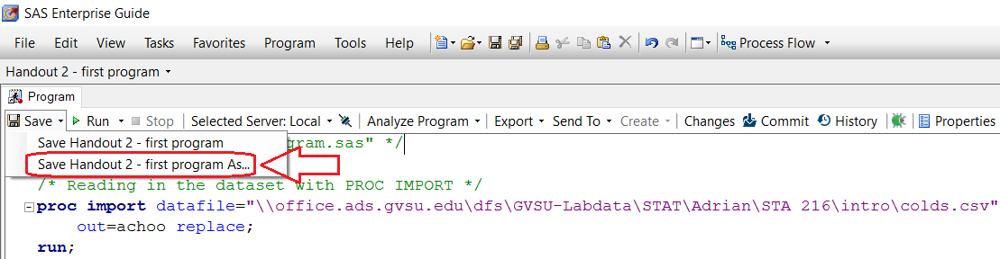 SAS Enterprise Guide
File Edit View Tasks Favorites Program Tools Help Process Flow
Handout 2 - first program
Program
Save Run Stop Selected Server: Local Analyze Program Export Send To Create Changes Commit History Properties
Save Handout 2 - first program
gram.sas" */
Save Handout 2 - first program As...
/* Reading in the dataset with PROC IMPORT */
proc import datafile="\\office.ads.gvsu.edu\dfs\GVSU-Labdata\STAT\Adrian\STA 216\intro\colds.csv"
out=achoo replace;
run;